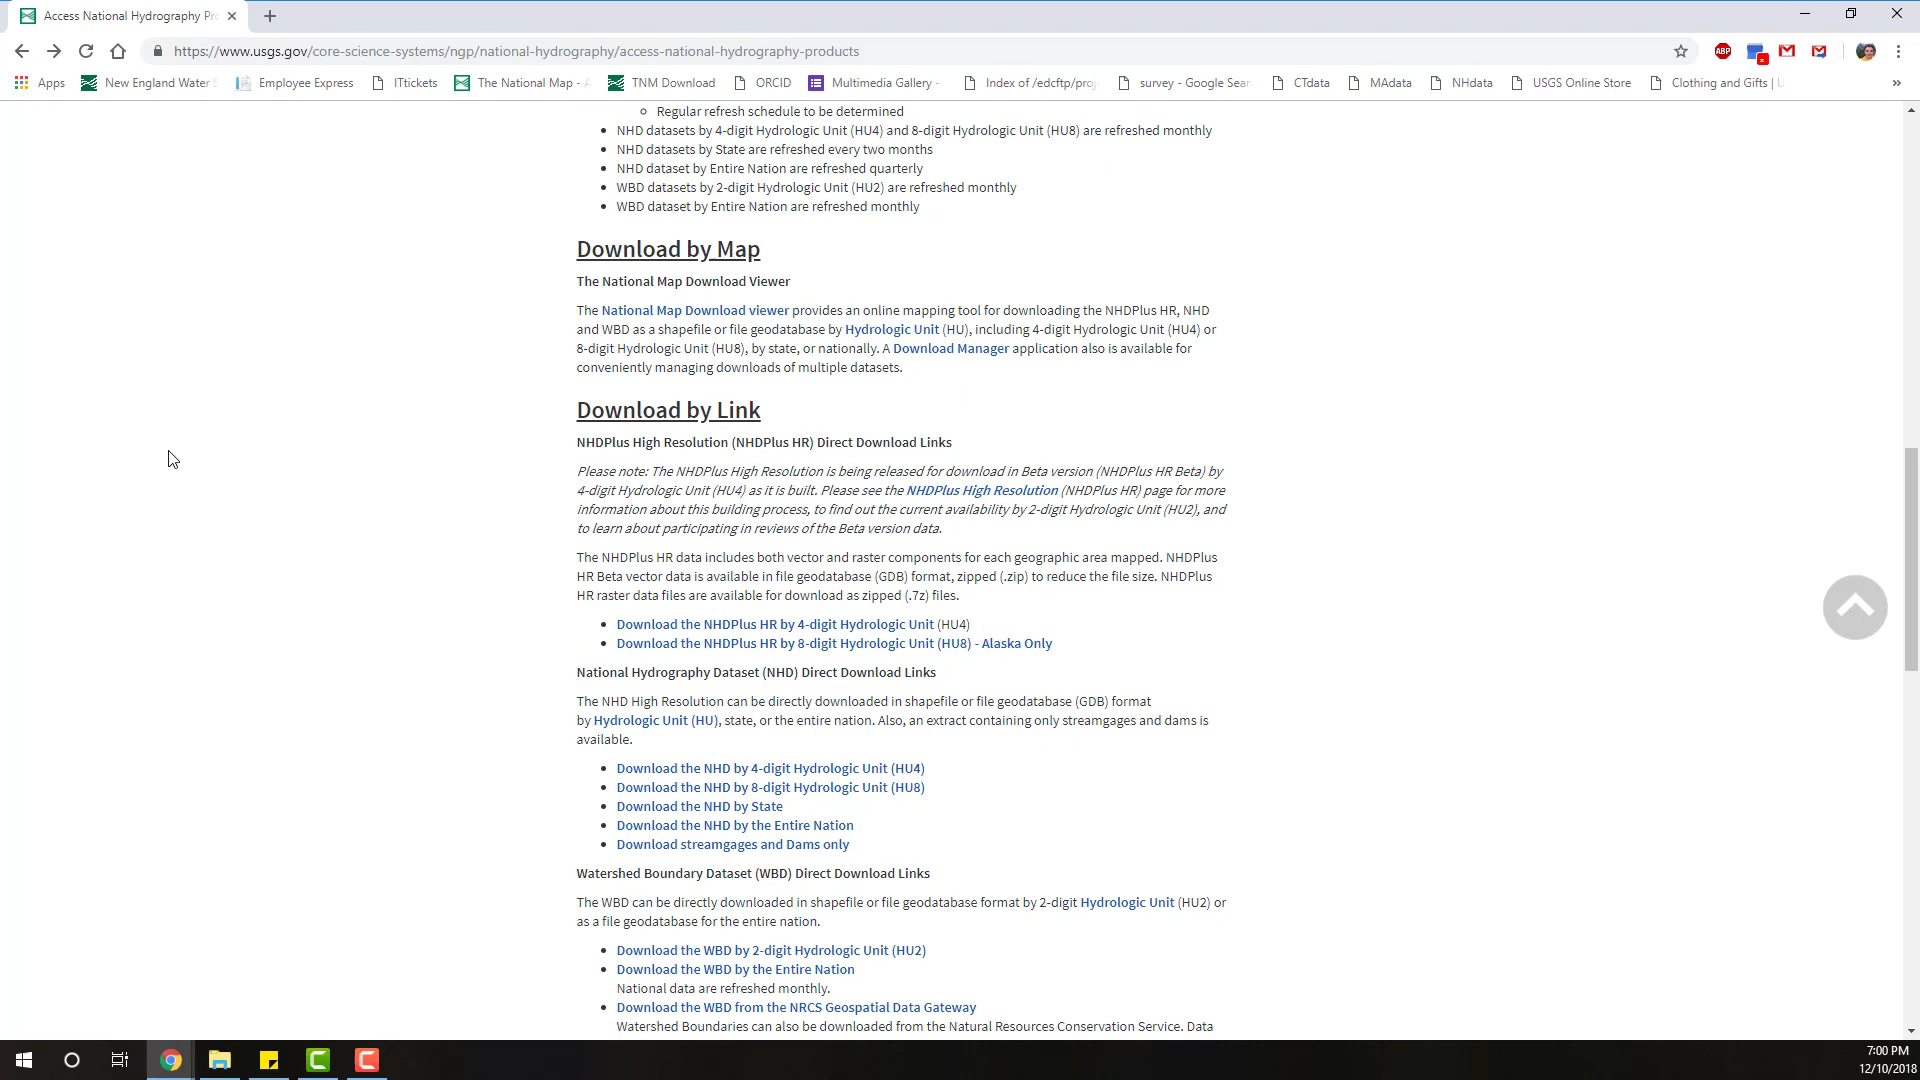 Access National Hydrography Pro
https://www.usgs.gov/core-science-systems/ngp/national-hydrography/access-national-hydrography-products
ABP
Apps
New England Water S
Employee Express
ITtickets
The National Map - A
TNM Download
ORCID
Multimedia Gallery -
Index of /edcftp/proj
survey - Google Sear
CTdata
MAdata
NHdata
USGS Online Store
Clothing and Gifts | U
Regular refresh schedule to be determined
NHD datasets by 4-digit Hydrologic Unit (HU4) and 8-digit Hydrologic Unit (HU8) are refreshed monthly
NHD datasets by State are refreshed every two months
NHD dataset by Entire Nation are refreshed quarterly
WBD datasets by 2-digit Hydrologic Unit (HU2) are refreshed monthly
WBD dataset by Entire Nation are refreshed monthly
Download by Map
The National Map Download Viewer
The National Map Download viewer provides an online mapping tool for downloading the NHDPlus HR, NHD
and WBD as a shapefile or file geodatabase by Hydrologic Unit (HU), including 4-digit Hydrologic Unit (HU4) or
8-digit Hydrologic Unit (HU8), by state, or nationally. A Download Manager application also is available for
conveniently managing downloads of multiple datasets.
Download by Link
NHDPlus High Resolution (NHDPlus HR) Direct Download Links
Please note: The NHDPlus High Resolution is being released for download in Beta version (NHDPlus HR Beta) by
4-digit Hydrologic Unit (HU4) as it is built. Please see the NHDPlus High Resolution (NHDPlus HR) page for more
information about this building process, to find out the current availability by 2-digit Hydrologic Unit (HU2), and
to learn about participating in reviews of the Beta version data.
The NHDPlus HR data includes both vector and raster components for each geographic area mapped. NHDPlus
HR Beta vector data is available in file geodatabase (GDB) format, zipped (.zip) to reduce the file size. NHDPlus
HR raster data files are available for download as zipped (.7z) files.
Download the NHDPlus HR by 4-digit Hydrologic Unit (HU4)
Download the NHDPlus HR by 8-digit Hydrologic Unit (HU8) - Alaska Only
National Hydrography Dataset (NHD) Direct Download Links
The NHD High Resolution can be directly downloaded in shapefile or file geodatabase (GDB) format
by Hydrologic Unit (HU), state, or the entire nation. Also, an extract containing only streamgages and dams is
available.
Download the NHD by 4-digit Hydrologic Unit (HU4)
Download the NHD by 8-digit Hydrologic Unit (HU8)
Download the NHD by State
Download the NHD by the Entire Nation
Download streamgages and Dams only
Watershed Boundary Dataset (WBD) Direct Download Links
The WBD can be directly downloaded in shapefile or file geodatabase format by 2-digit Hydrologic Unit (HU2) or
as a file geodatabase for the entire nation.
Download the WBD by 2-digit Hydrologic Unit (HU2)
Download the WBD by the Entire Nation
National data are refreshed monthly.
Download the WBD from the NRCS Geospatial Data Gateway
Watershed Boundaries can also be downloaded from the Natural Resources Conservation Service. Data
7:00 PM
12/10/2018